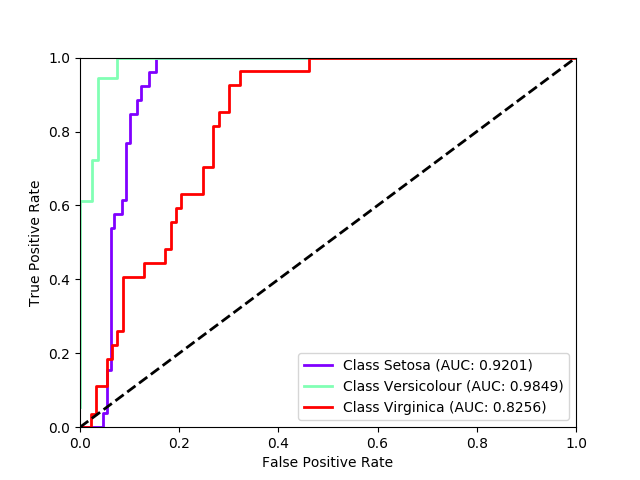 1.0
0.8
0.6
0.4
0.2
0.0
True Positive Rate
Class Setosa (AUC: 0.9201)
Class Versicolour (AUC: 0.9849)
Class Virginica (AUC: 0.8256)
0.0 0.2 0.4 0.6 0.8 1.0
False Positive Rate